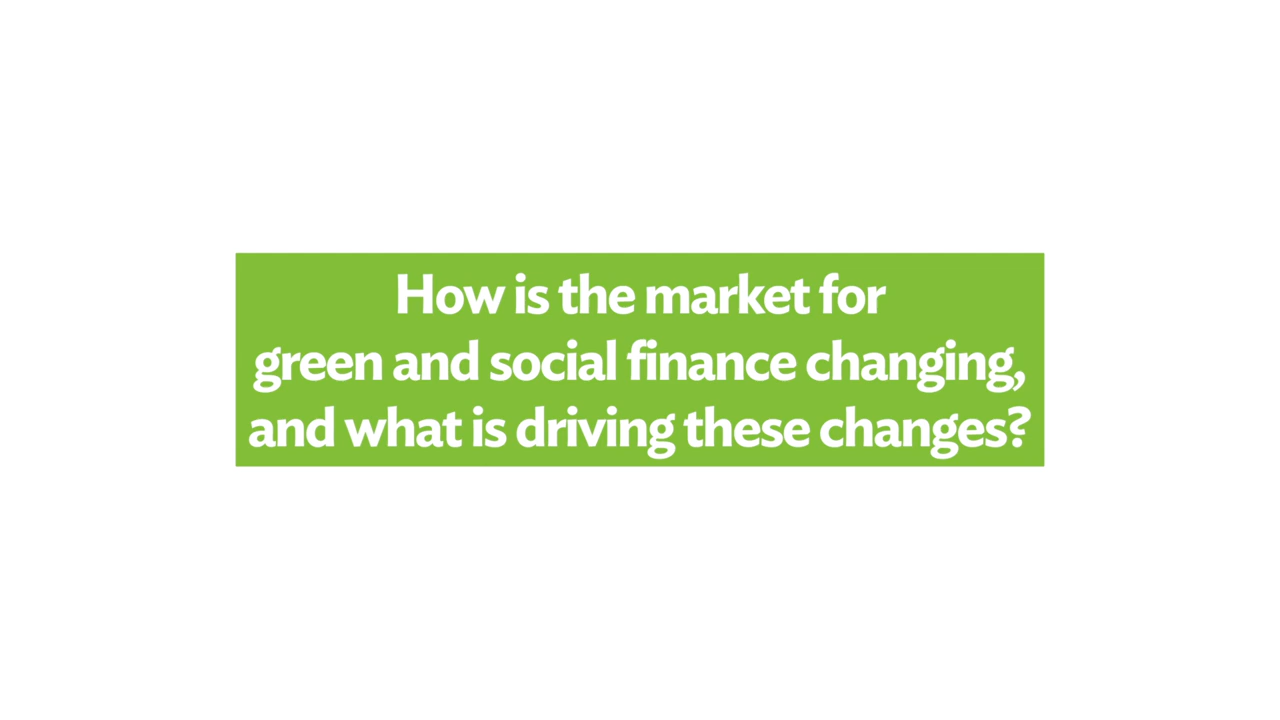 How is the market for
green and social finance changing,
and what is driving these changes?